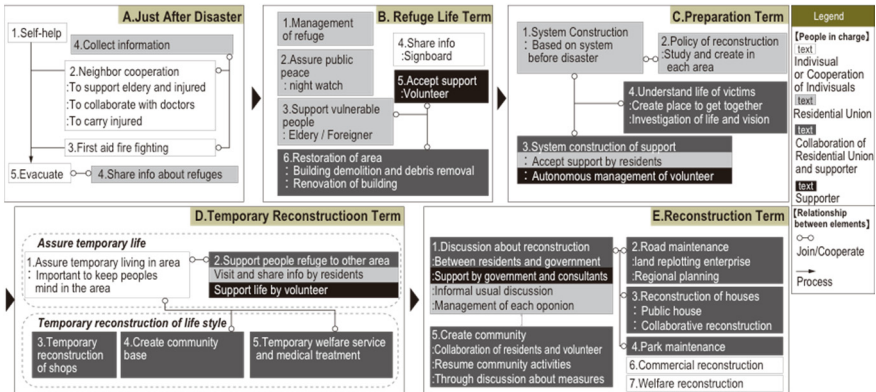 A.Just After Disaster
1.Self-help
4.Collect information
2.Neighbor cooperation
:To support eldery and injured
:To collaborate with doctors
:To carry injured
3.First aid fire fighting
5.Evacuate
4.Share info about refuges
B. Refuge Life Term
1.Management
of refuge
2.Assure public
peace
: night watch
3.Support vulnerable
people
: Eldery / Foreigner
4.Share info
:Signboard
5.Accept support
:Volunteer
6.Restoration of area
: Building demolition and debris removal
: Renovation of building
C.Preparation Term
1.System Construction
: Based on system
before disaster
2.Policy of reconstruction
:Study and create in
each area
4.Understand life of victims
:Create place to get together
:Investigation of life and vision
3.System construction of support
: Accept support by residents
: Autonomous management of volunteer
Legend
【People in charge】
text
Indivisual
or Cooperation
of Indivisuals
text
Residential Union
text
Collaboration of
Residential Union
and supporter
text
Supporter
【Relationship
between elements】
Join/Cooperate
Process
D.Temporary Reconstructioon Term
Assure temporary life
1.Assure temporary living in area
: Important to keep peoples
mind in the area
2.Support people refuge to other area
Visit and share info by residents
Support life by volunteer
Temporary reconstruction of life style
3.Temporary
reconstruction
of shops
4.Create community
base
5.Temporary welfare service
and medical treatment
E.Reconstruction Term
1.Discussion about reconstruction
:Between residents and government
:Support by government and consultants
:Informal usual discussion
:Management of each oponion
5.Create community
:Collaboration of residents and volunteer
:Resume community activities
:Through discussion about measures
2.Road maintenance
:land replotting enterprise
:Regional planning
3.Reconstruction of houses
: Public house
: Collaborative reconstruction
4.Park maintenance
6.Commercial reconstruction
7.Welfare reconstruction